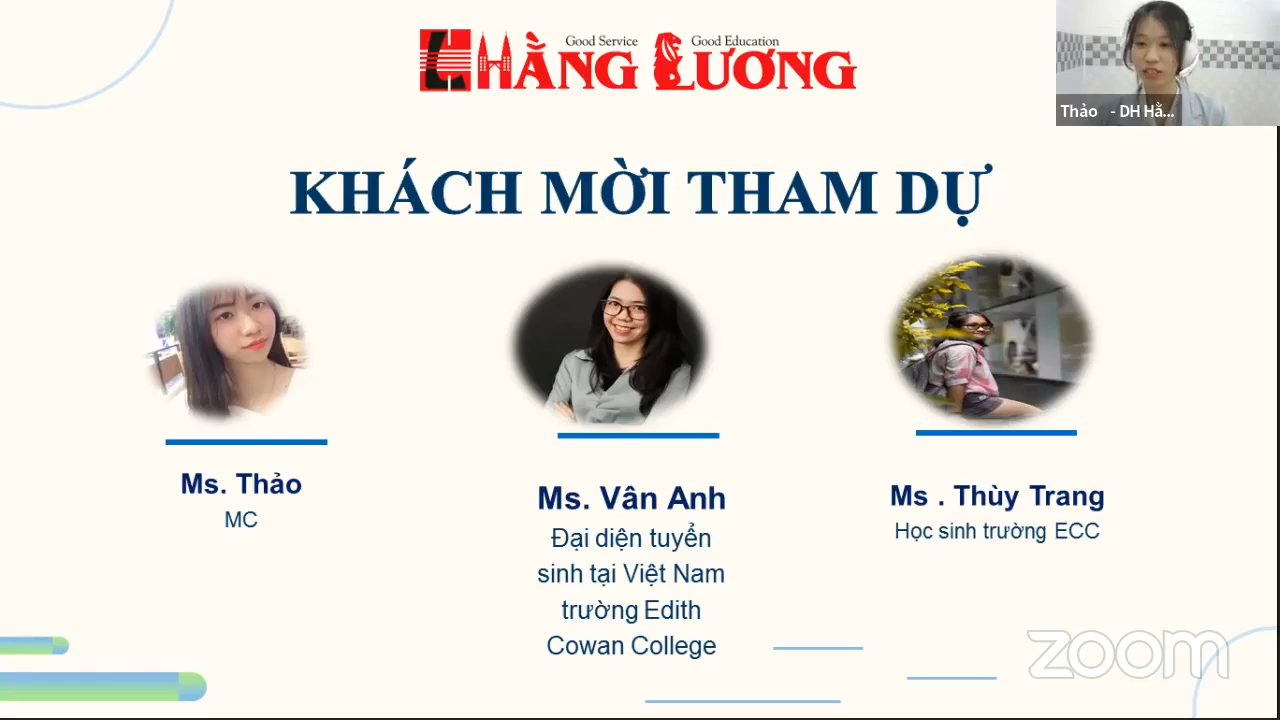 Good Service Good Education
HẰNG LƯƠNG
Thảo - DH Hằ...
KHÁCH MỜI THAM DỰ
Ms. Thảo
MC
Ms. Vân Anh
Đại diện tuyển
sinh tại Việt Nam
trường Edith
Cowan College
Ms . Thùy Trang
Học sinh trường ECC
zoom